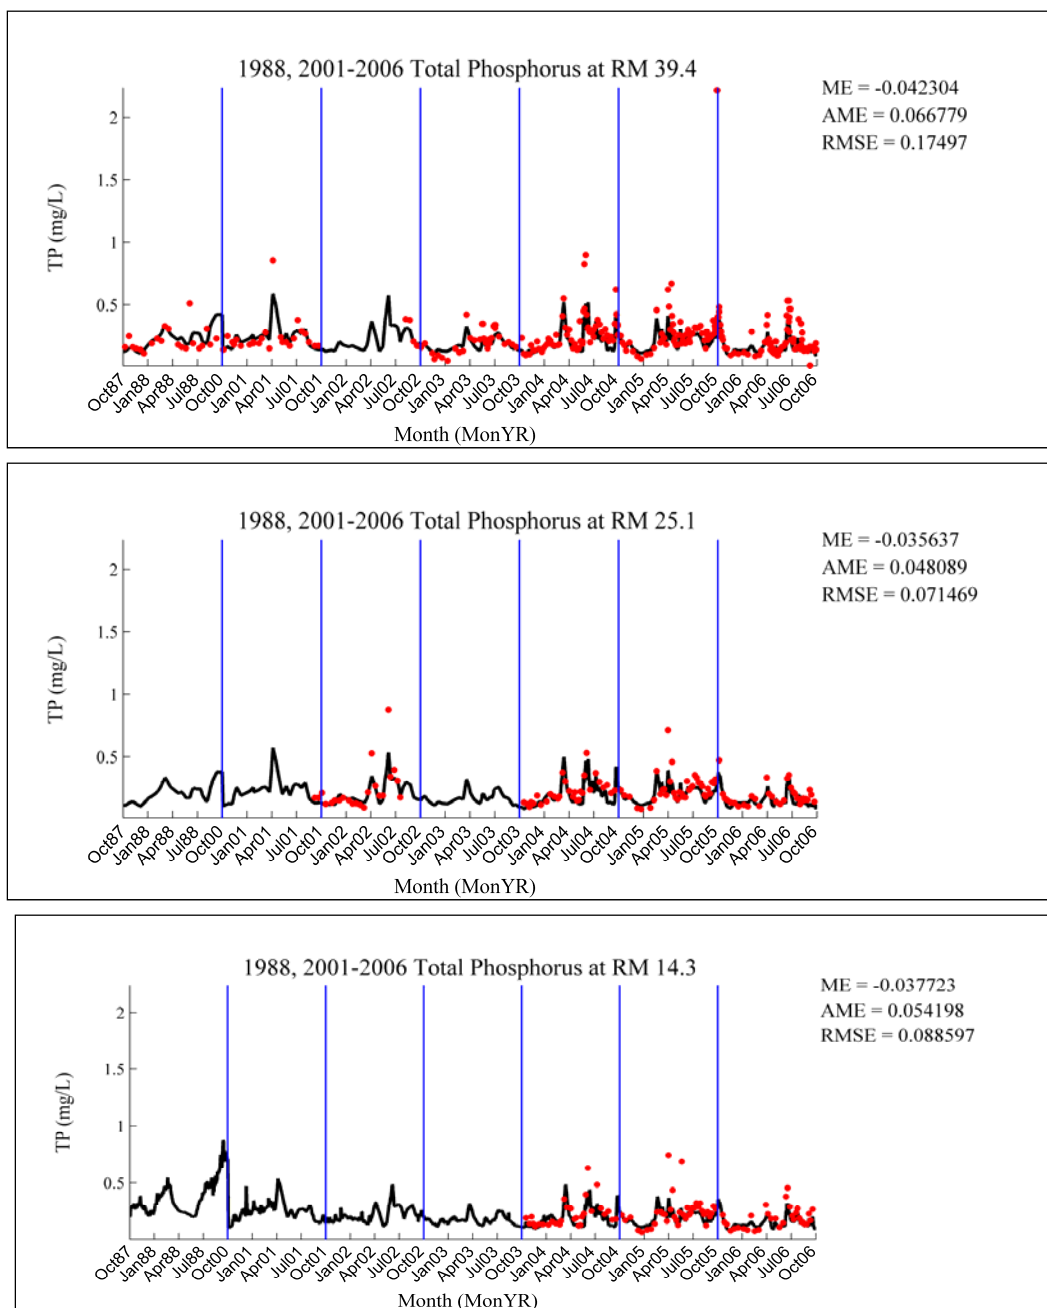 1988, 2001-2006 Total Phosphorus at RM 39.4
ME = -0.042304
AME = 0.066779
RMSE = 0.17497
TP (mg/L)
2
1.5
1
0.5
Oct87 Jan88 Apr88 Jul88 Oct00 Jan01 Apr01 Jul01 Oct01 Jan02 Apr02 Jul02 Oct02 Jan03 Apr03 Jul03 Oct03 Jan04 Apr04 Jul04 Oct04 Jan05 Apr05 Jul05 Oct05 Jan06 Apr06 Jul06 Oct06
Month (MonYR)
1988, 2001-2006 Total Phosphorus at RM 25.1
ME = -0.035637
AME = 0.048089
RMSE = 0.071469
TP (mg/L)
2
1.5
1
0.5
Oct87 Jan88 Apr88 Jul88 Oct00 Jan01 Apr01 Jul01 Oct01 Jan02 Apr02 Jul02 Oct02 Jan03 Apr03 Jul03 Oct03 Jan04 Apr04 Jul04 Oct04 Jan05 Apr05 Jul05 Oct05 Jan06 Apr06 Jul06 Oct06
Month (MonYR)
1988, 2001-2006 Total Phosphorus at RM 14.3
ME = -0.037723
AME = 0.054198
RMSE = 0.088597
TP (mg/L)
2
1.5
1
0.5
Oct87 Jan88 Apr88 Jul88 Oct00 Jan01 Apr01 Jul01 Oct01 Jan02 Apr02 Jul02 Oct02 Jan03 Apr03 Jul03 Oct03 Jan04 Apr04 Jul04 Oct04 Jan05 Apr05 Jul05 Oct05 Jan06 Apr06 Jul06 Oct06
Month (MonYR)